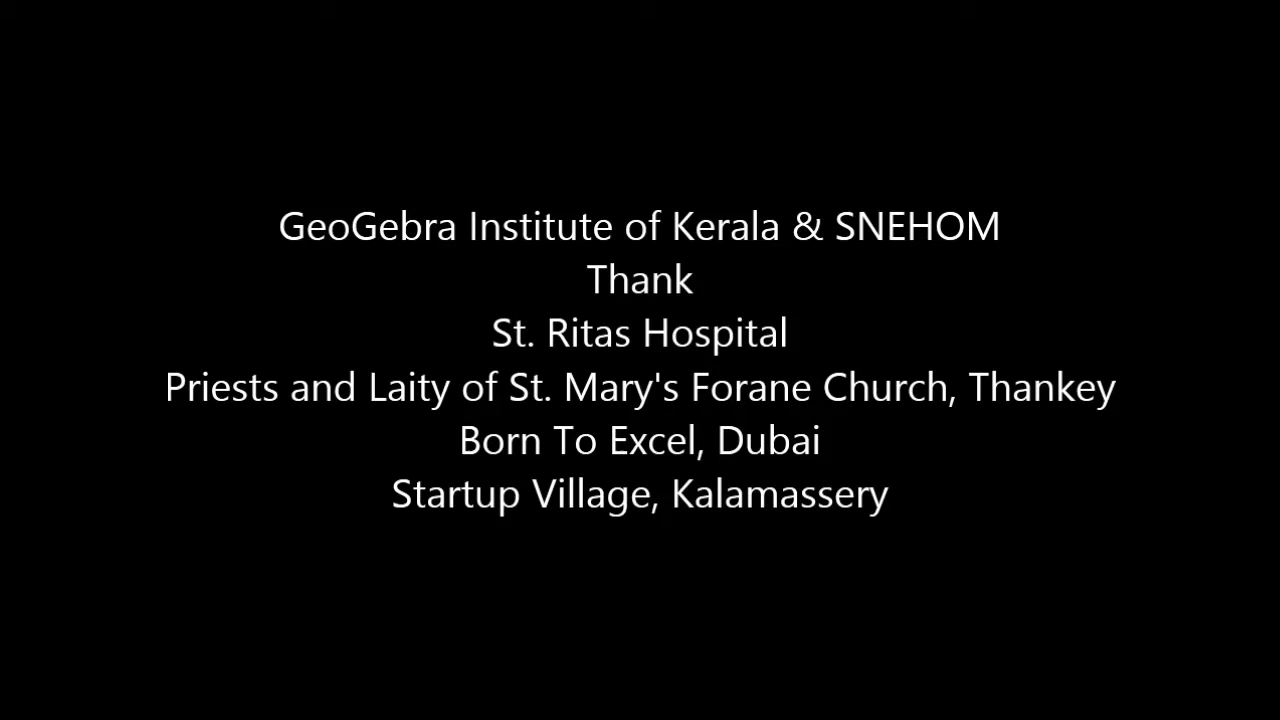 GeoGebra Institute of Kerala & SNEHOM
Thank
St. Ritas Hospital
Priests and Laity of St. Mary's Forane Church, Thankey
Born To Excel, Dubai
Startup Village, Kalamassery